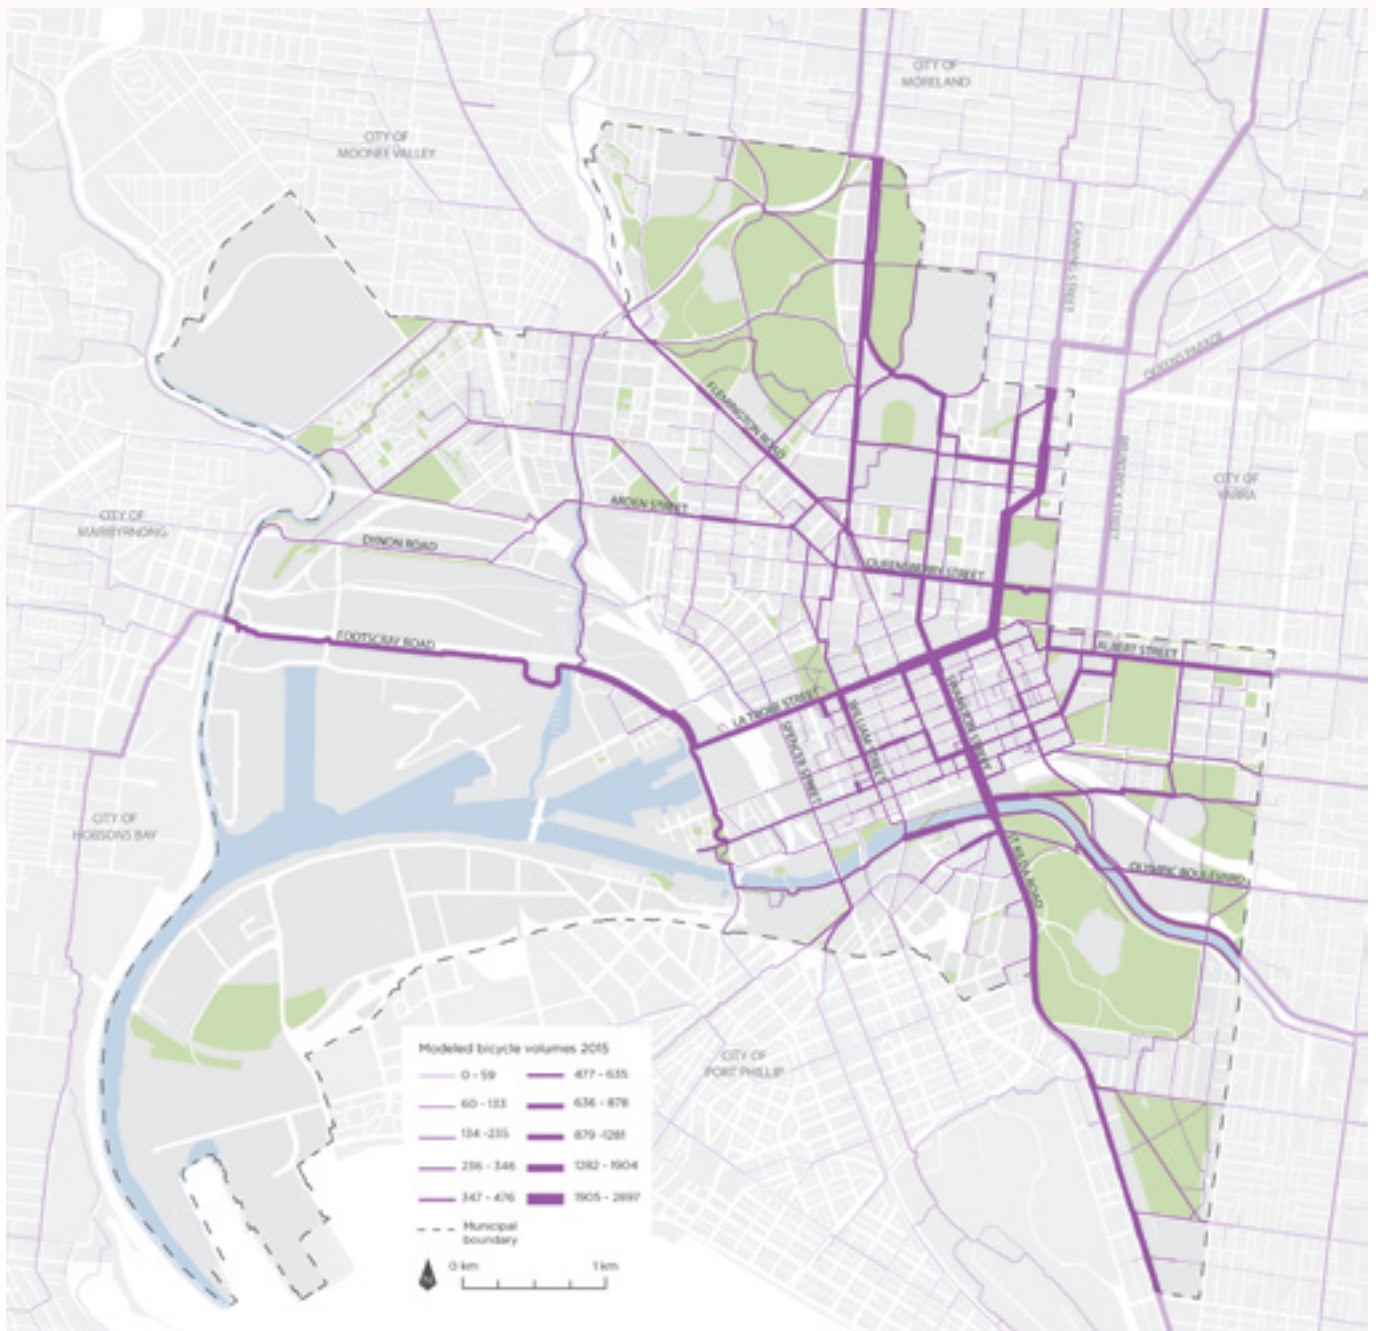 CITY OF
MORELAND
CITY OF
MOONEE VALLEY
CANNING STREET
QUEENS PARADE
FLEMINGTON ROAD
BRUNSWICK STREET
CITY OF
YARRA
ARDEN STREET
CITY OF
MARIBYRNONG
DYNON ROAD
QUEENSBERRY STREET
FOOTSCRAY ROAD
ALBERT STREET
LA TROBE STREET
WILLIAM STREET
SWANSTON STREET
SPENCER STREET
CITY OF
HOBSONS BAY
ST KILDA ROAD
OLYMPIC BOULEVARD
CITY OF
PORT PHILLIP
Modeled bicycle volumes 2015
0 - 59 477 - 635
60 - 133 636 - 878
134 -235 879 -1281
236 - 346 1282 - 1904
347 - 476 1905 - 2897
Municipal
boundary
0 km 1 km